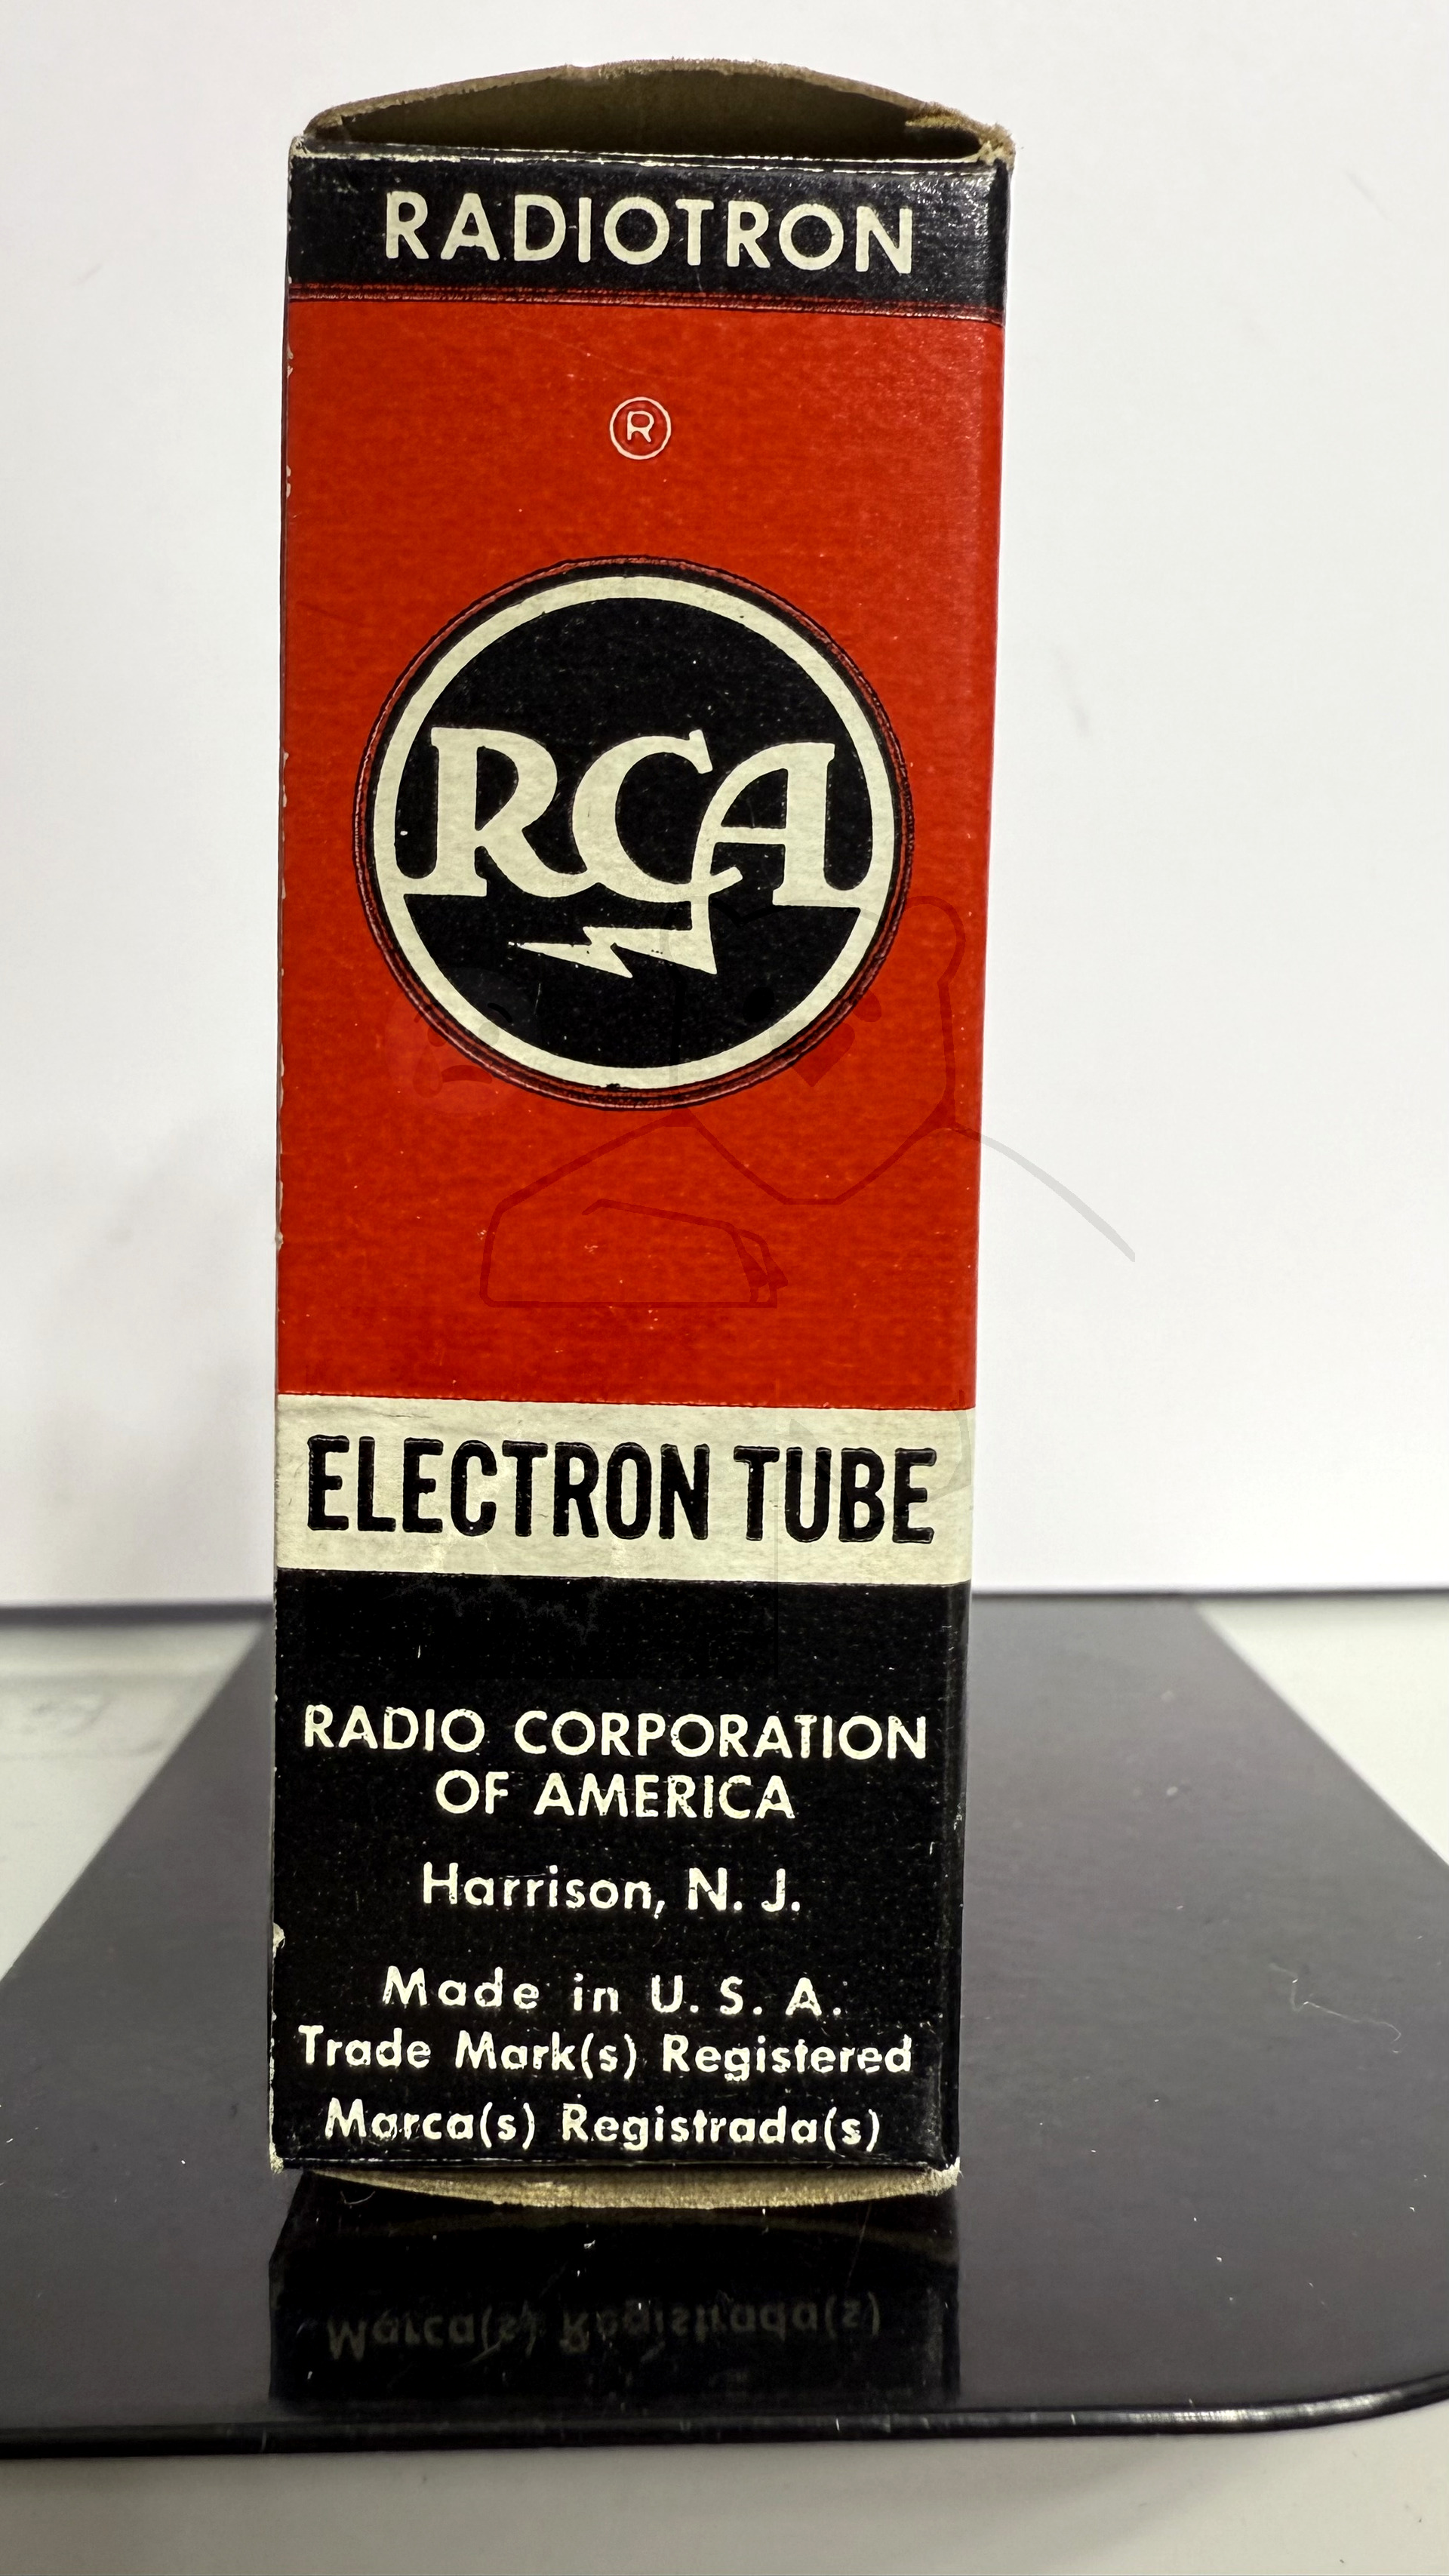 RADIOTRON
®
RCA
ELECTRON TUBE
RADIO CORPORATION
OF AMERICA
Harrison, N. J.
Made in U. S. A.
Trade Mark(s) Registered
Marca(s) Registrada(s)